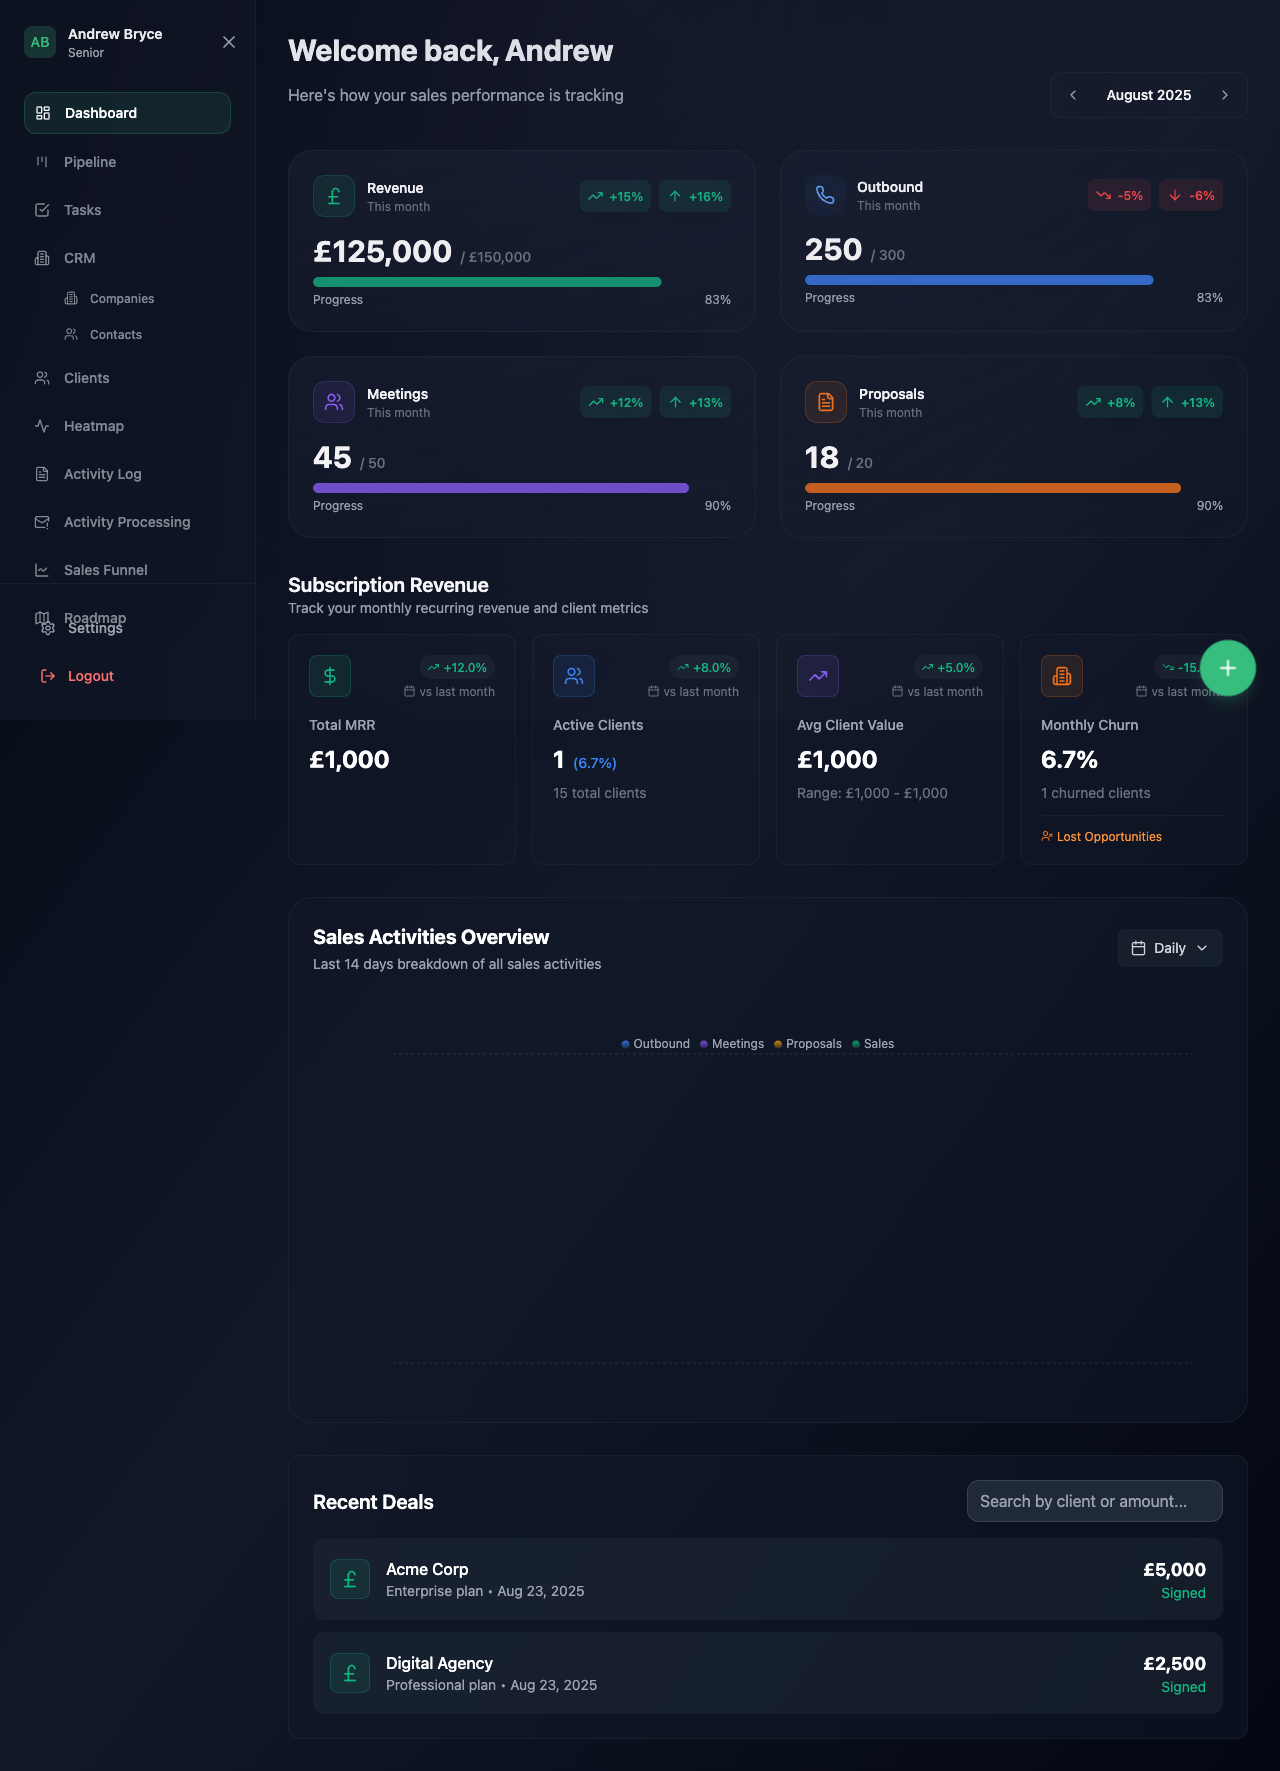 AB
Andrew Bryce
Senior
Dashboard
Pipeline
Tasks
CRM
Companies
Contacts
Clients
Heatmap
Activity Log
Activity Processing
Sales Funnel
Roadmap
Settings
Logout
Welcome back, Andrew
Here's how your sales performance is tracking
August 2025
Revenue
This month
+15%
+16%
£125,000 / £150,000
Progress 83%
Outbound
This month
-5%
-6%
250 / 300
Progress 83%
Meetings
This month
+12%
+13%
45 / 50
Progress 90%
Proposals
This month
+8%
+13%
18 / 20
Progress 90%
Subscription Revenue
Track your monthly recurring revenue and client metrics
+12.0%
vs last month
Total MRR
£1,000
+8.0%
vs last month
Active Clients
1 (6.7%)
15 total clients
+5.0%
vs last month
Avg Client Value
£1,000
Range: £1,000 - £1,000
-15.
vs last
Monthly Churn
6.7%
1 churned clients
Lost Opportunities
Sales Activities Overview
Last 14 days breakdown of all sales activities
Daily
Outbound Meetings Proposals Sales
Recent Deals
Search by client or amount...
Acme Corp
Enterprise plan • Aug 23, 2025
£5,000
Signed
Digital Agency
Professional plan • Aug 23, 2025
£2,500
Signed